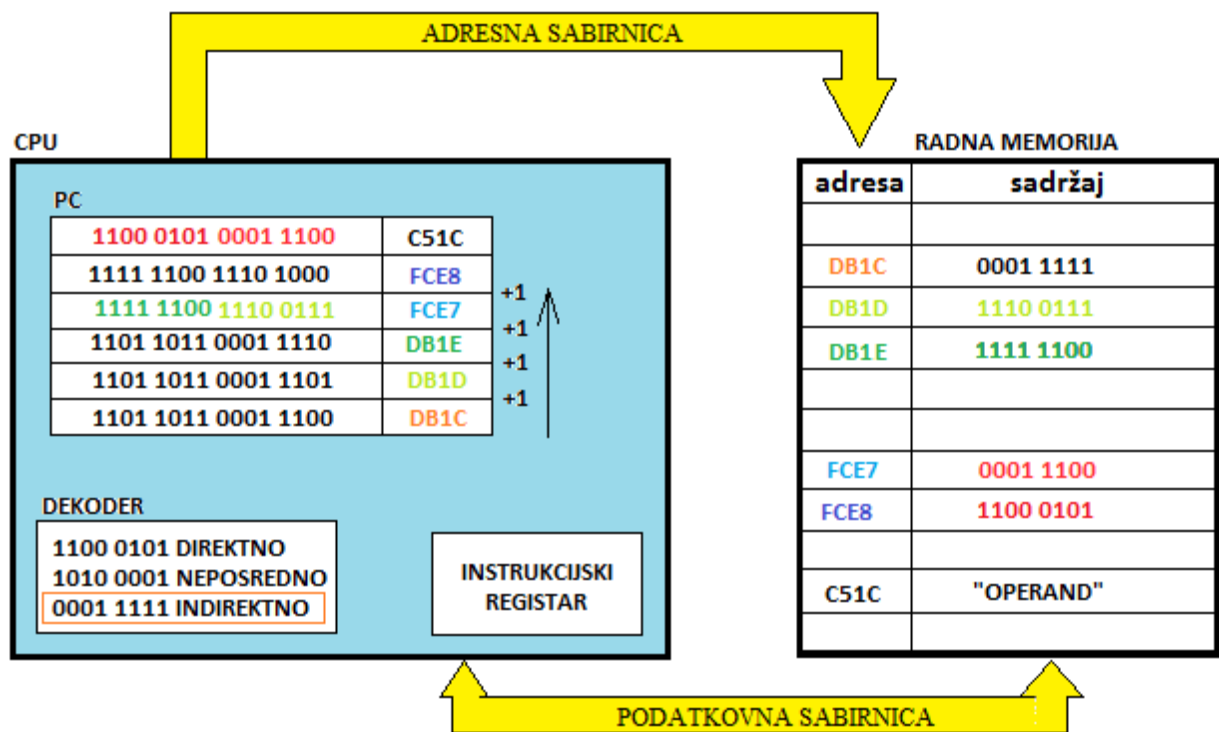 ADRESNA SABIRNICA
CPU
PC
1100 0101 0001 1100 C51C
1111 1100 1110 1000 FCE8
+1
1111 1100 1110 0111 FCE7
+1
1101 1011 0001 1110 DB1E
+1
1101 1011 0001 1101 DB1D
+1
1101 1011 0001 1100 DB1C
DEKODER
1100 0101 DIREKTNO
1010 0001 NEPOSREDNO
0001 1111 INDIREKTNO
INSTRUKCIJSKI
REGISTAR
RADNA MEMORIJA
adresa sadržaj
DB1C 0001 1111
DB1D 1110 0111
DB1E 1111 1100
FCE7 0001 1100
FCE8 1100 0101
C51C "OPERAND"
PODATKOVNA SABIRNICA